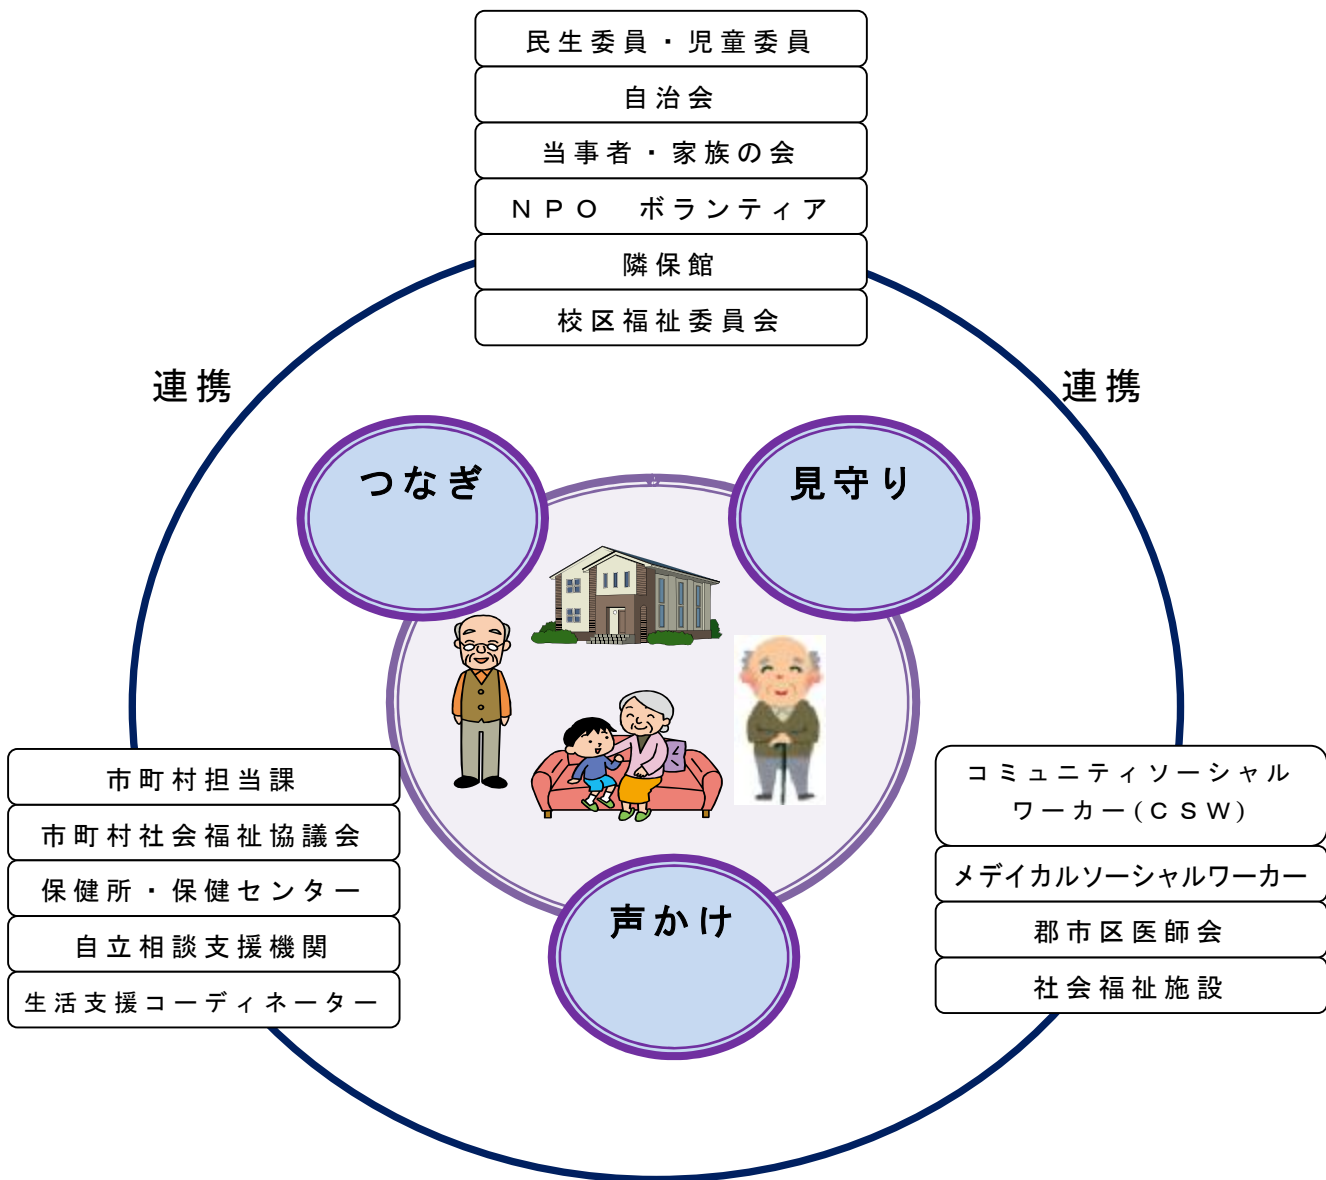 民生委員・児童委員
自治会
当事者・家族の会
ＮＰＯ　ボランティア
隣保館
校区福祉委員会
連携
連携
つなぎ
見守り
声かけ
市町村担当課
市町村社会福祉協議会
保健所・保健センター
自立相談支援機関
生活支援コーディネーター
コミュニティソーシャル
ワーカー(ＣＳＷ)
メデイカルソーシャルワーカー
郡市区医師会
社会福祉施設